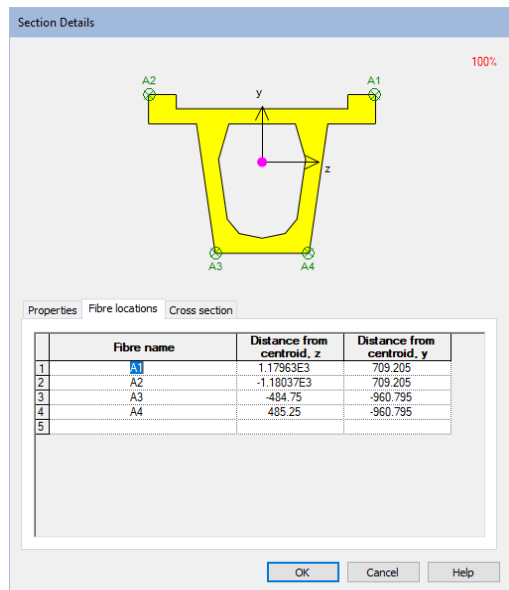 Section Details
100%
A2 A1
y
z
A3 A4
Properties Fibre locations Cross section
Fibre name Distance from centroid, z Distance from centroid, y
1 A1 1.17963E3 709.205
2 A2 -1.18037E3 709.205
3 A3 -484.75 -960.795
4 A4 485.25 -960.795
5
OK Cancel Help